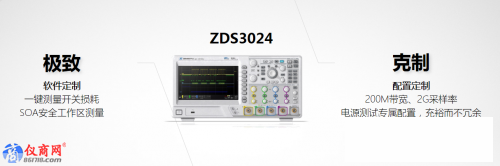 ZDS3024
极致
软件定制
一键测量开关损耗
SOA安全工作区测量
克制
配置定制
200M带宽、2G采样率
电源测试专属配置，充裕而不冗余
仪商网
861718.com